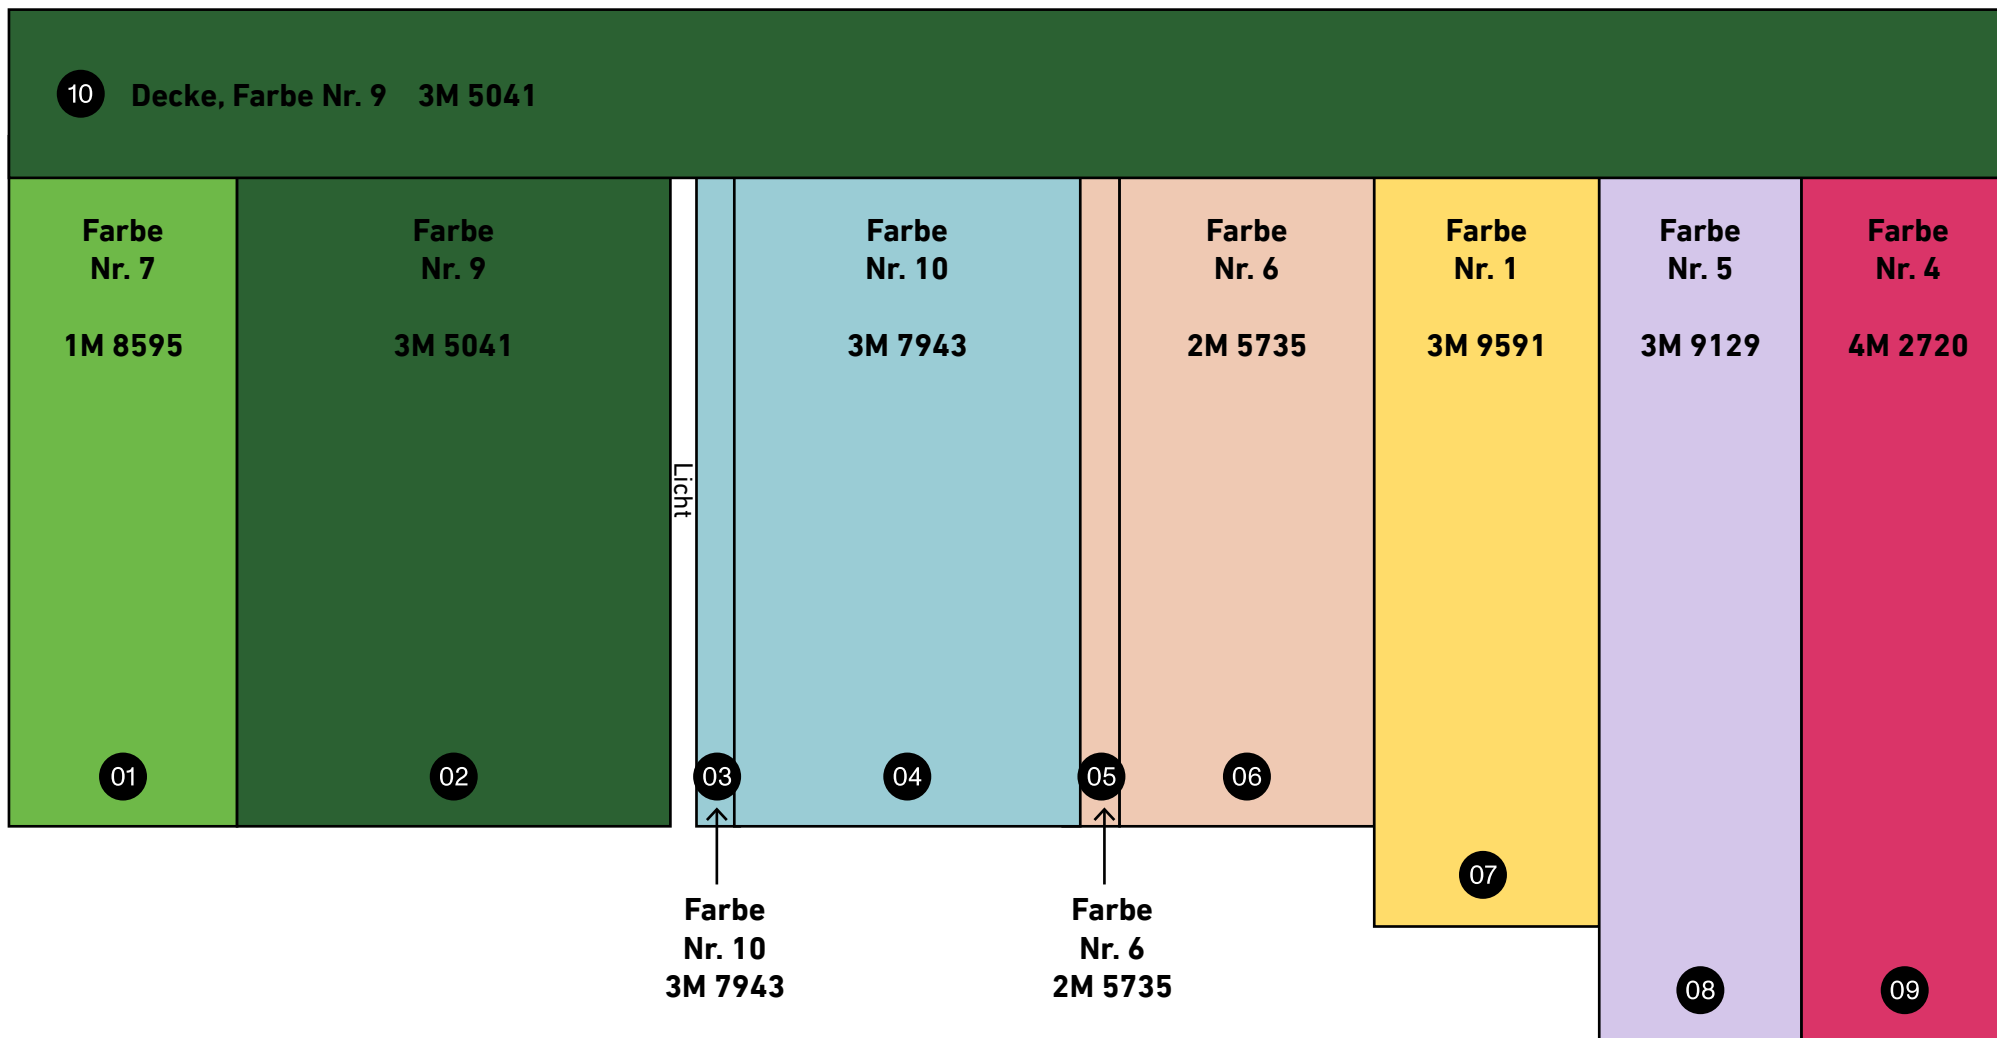 10 Decke, Farbe Nr. 9 3M 5041
Farbe
Nr. 7
1M 8595
01
Farbe
Nr. 9
3M 5041
02
Licht
03
Farbe
Nr. 10
3M 7943
Farbe
Nr. 10
3M 7943
04
05
Farbe
Nr. 6
2M 5735
Farbe
Nr. 6
2M 5735
06
Farbe
Nr. 1
3M 9591
07
Farbe
Nr. 5
3M 9129
08
Farbe
Nr. 4
4M 2720
09